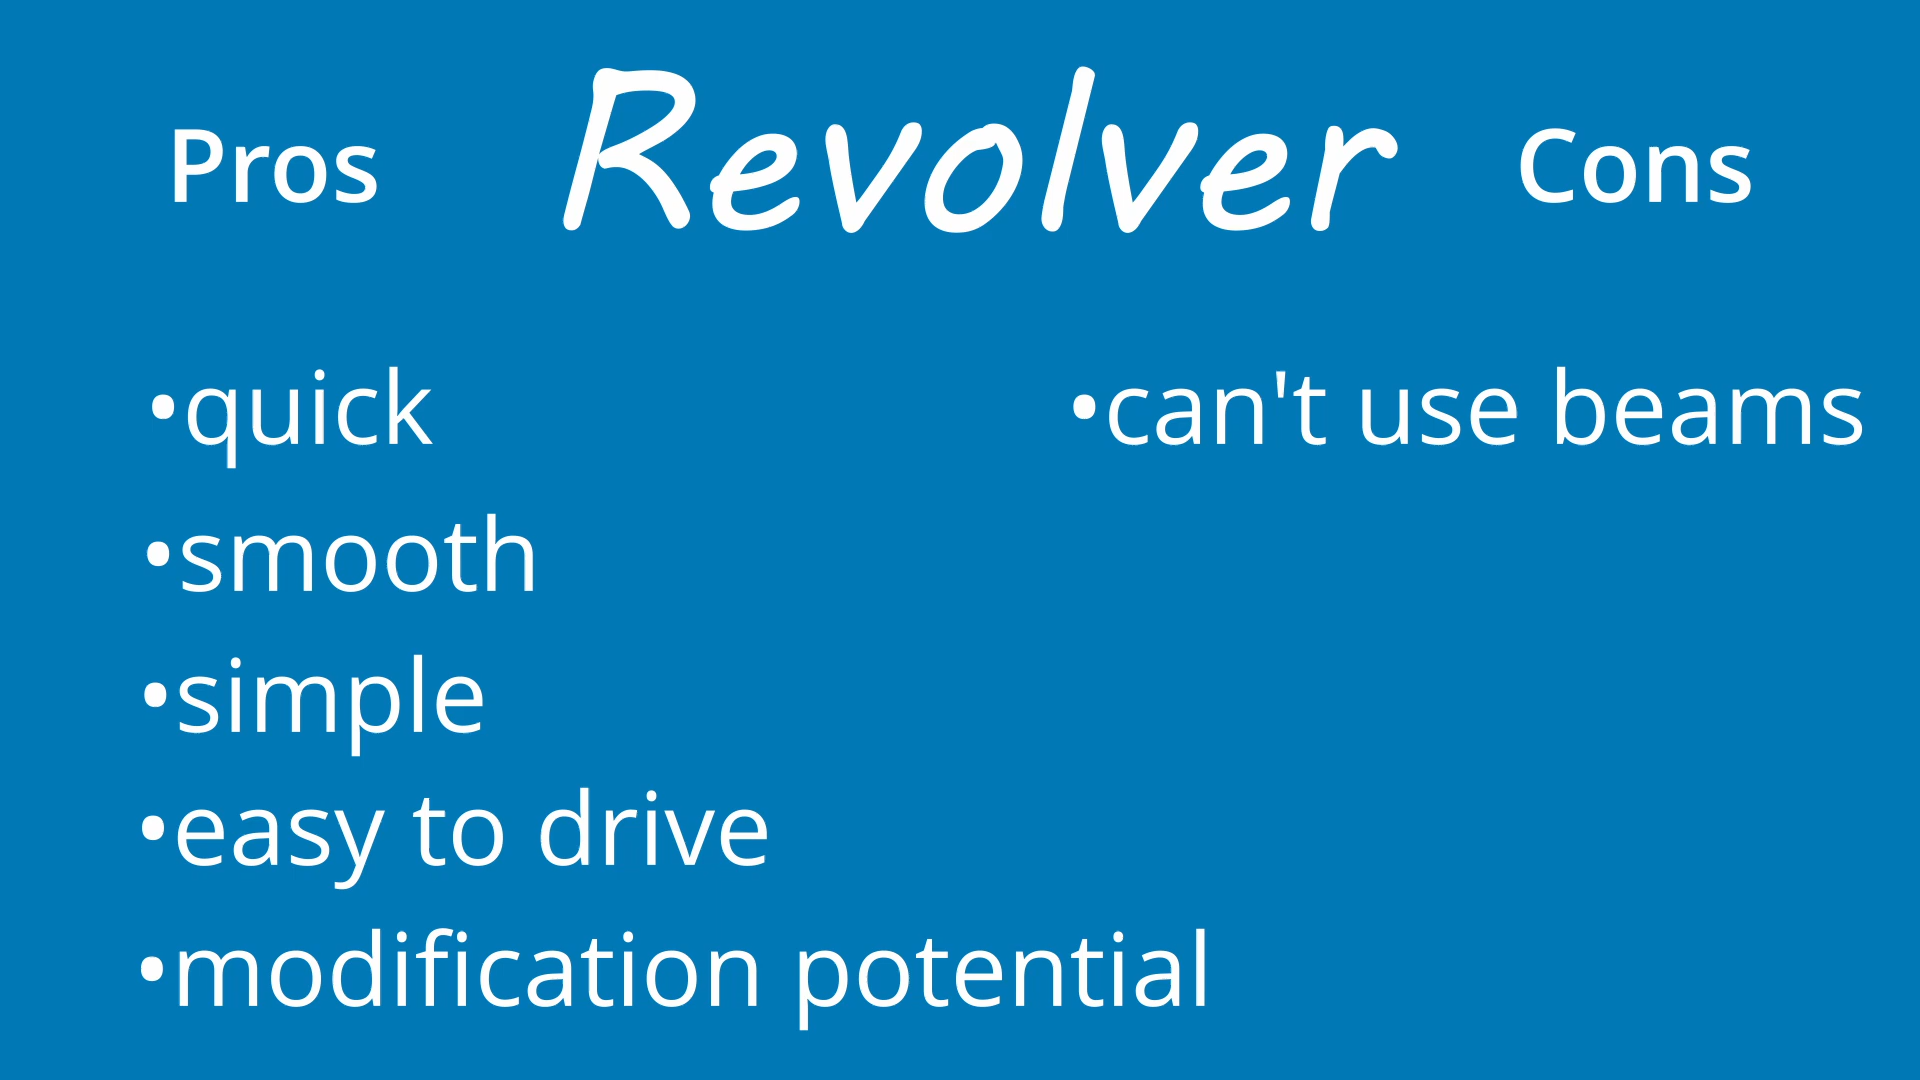 Pros Revolver Cons
•quick •can't use beams
•smooth
•simple
•easy to drive
•modification potential